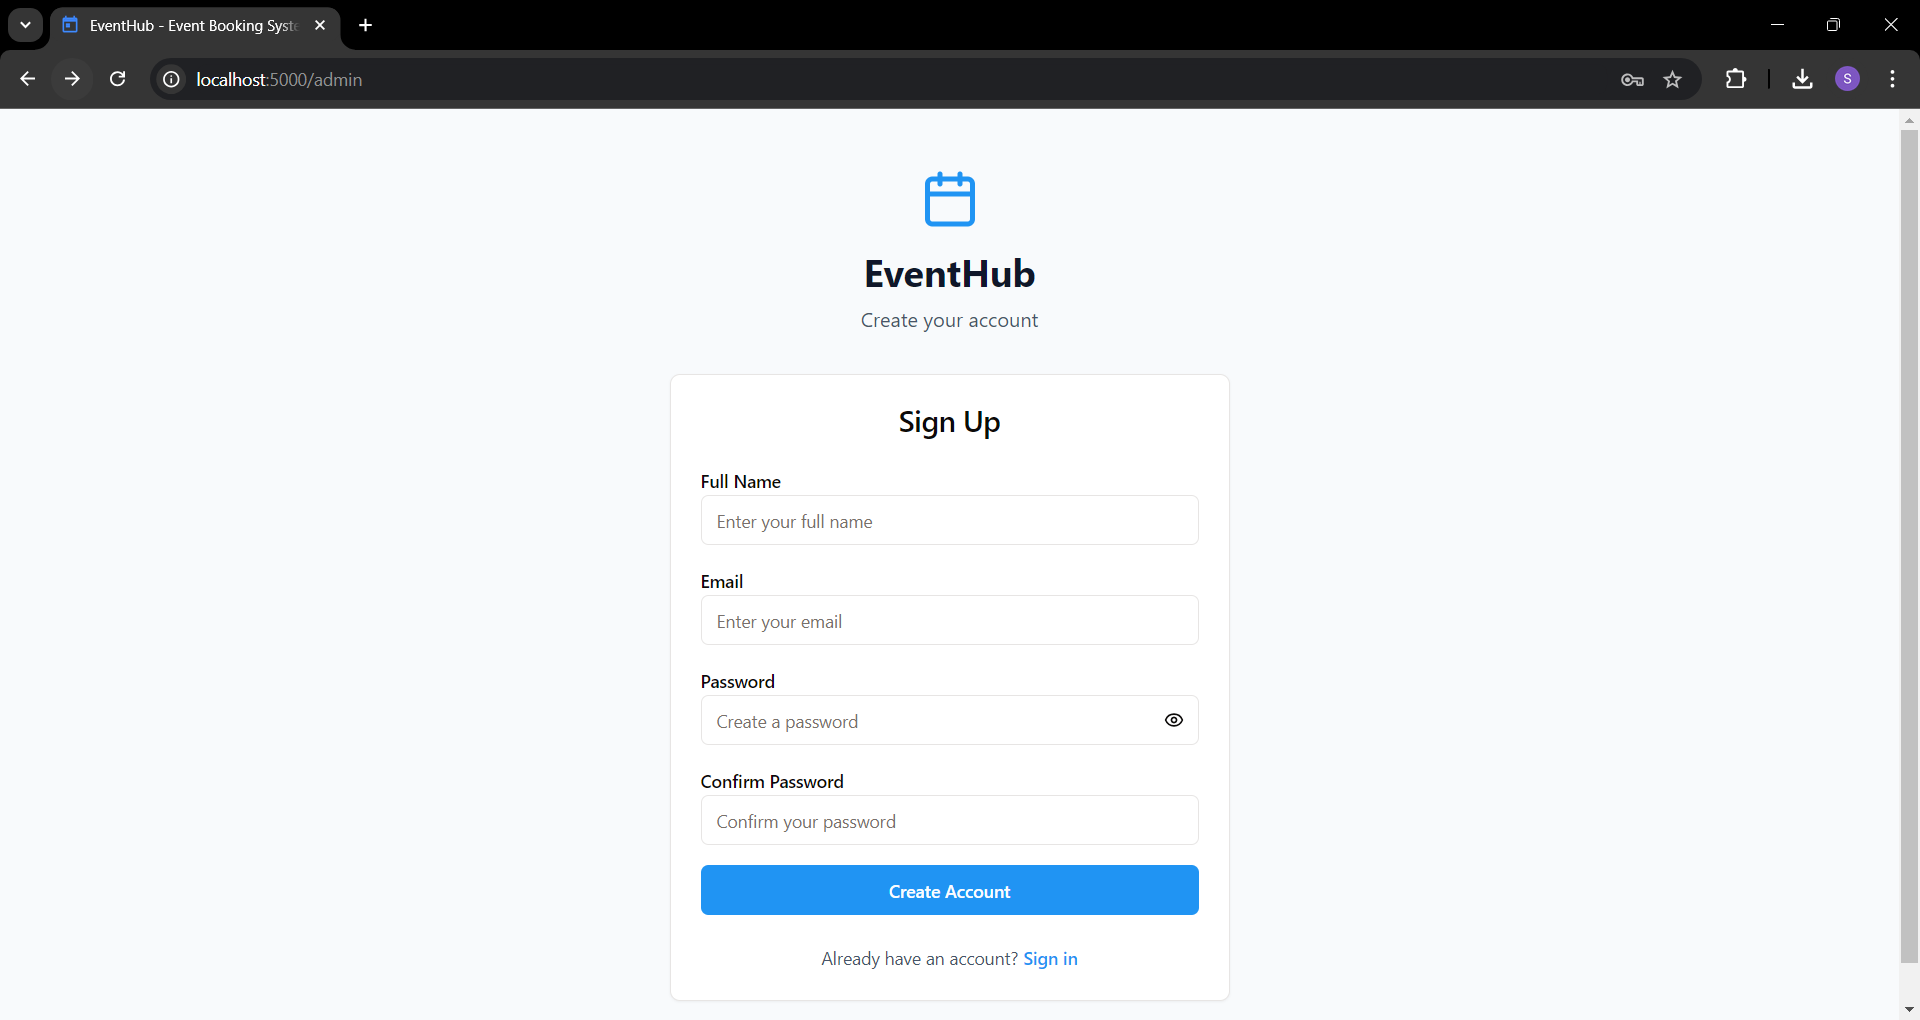 EventHub - Event Booking Syste
localhost:5000/admin
S
EventHub
Create your account
Sign Up
Full Name
Enter your full name
Email
Enter your email
Password
Create a password
Confirm Password
Confirm your password
Create Account
Already have an account? Sign in